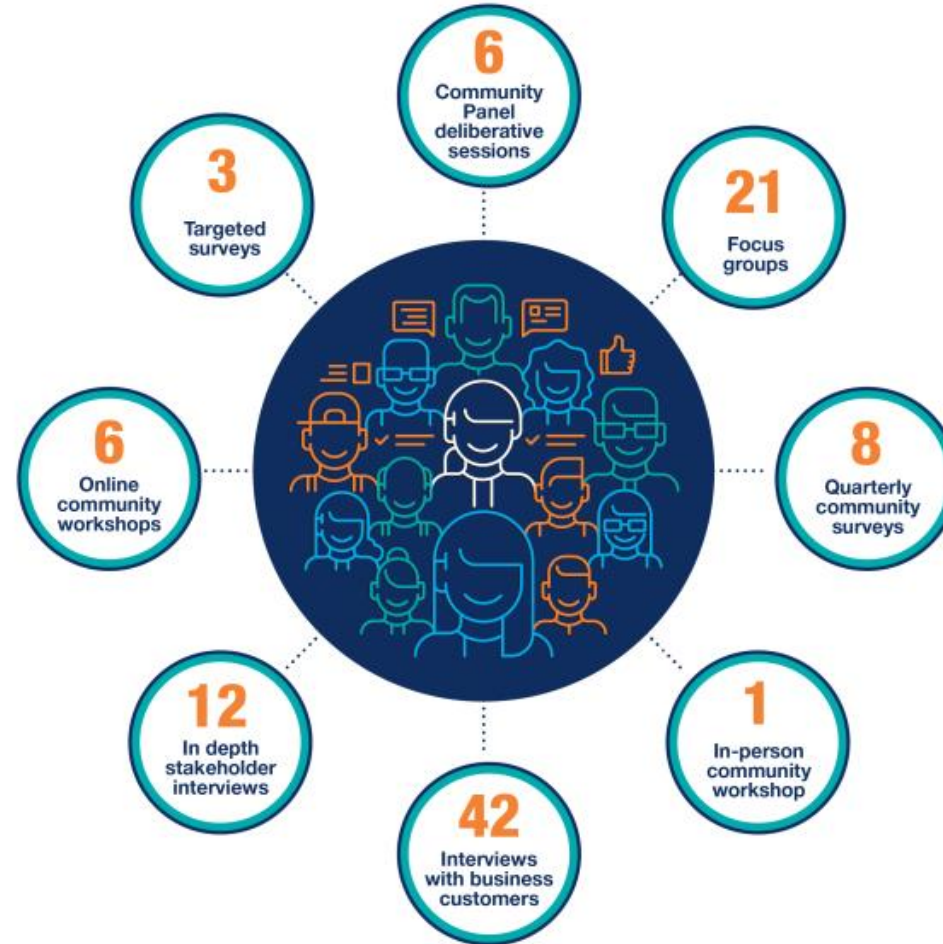 6
Community
Panel
deliberative
sessions
21
Focus
groups
8
Quarterly
community
surveys
1
In-person
community
workshop
42
Interviews
with business
customers
12
In depth
stakeholder
interviews
6
Online
community
workshops
3
Targeted
surveys